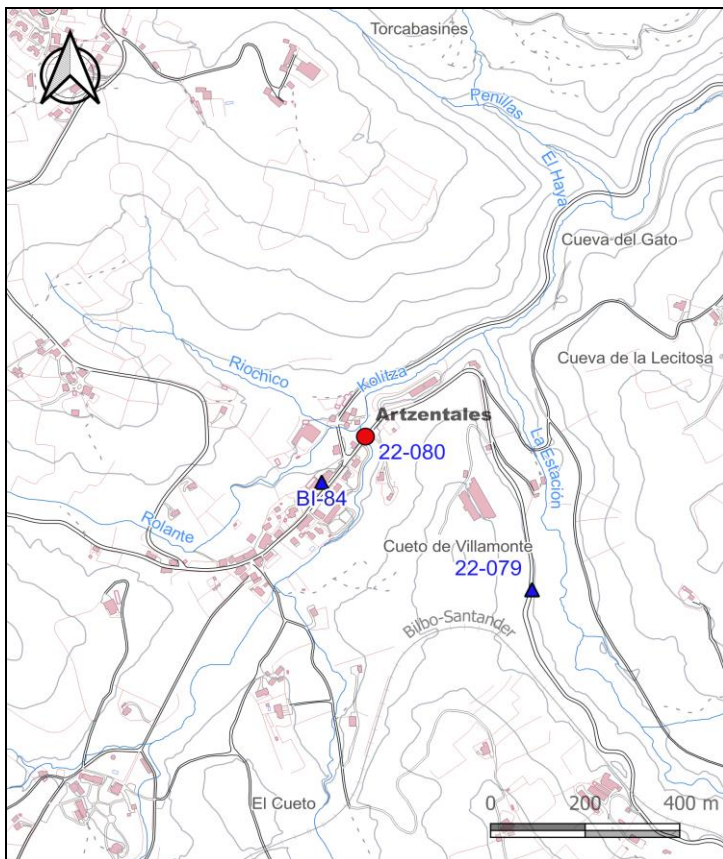 Torcabasines
Penillas
El Haya
Cueva del Gato
Riochico
Kolitza
Cueva de la Lecitosa
Artzentales
22-080
La Estación
BI-84
Rolante
Cueto de Villamonte
22-079
Bilbo-Santander
El Cueto
0 200 400 m